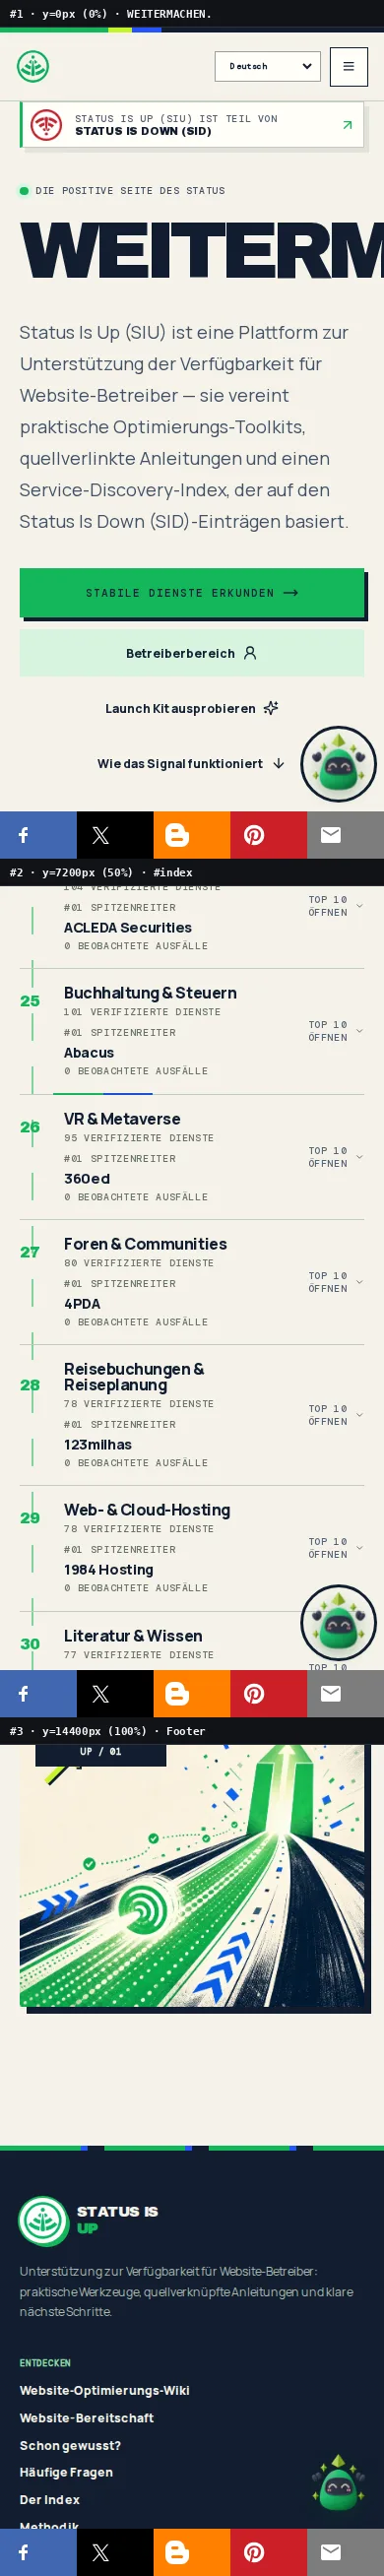 #1 · y=0px (0%) · WEITERMACHEN.
Deutsch
STATUS IS UP (SIU) IST TEIL VON
STATUS IS DOWN (SID)
DIE POSITIVE SEITE DES STATUS
WEITERM
Status Is Up (SIU) ist eine Plattform zur
Unterstützung der Verfügbarkeit für
Website-Betreiber — sie vereint
praktische Optimierungs-Toolkits,
quellverlinkte Anleitungen und einen
Service-Discovery-Index, der auf den
Status Is Down (SID)-Einträgen basiert.
STABILE DIENSTE ERKUNDEN
Betreiberbereich
Launch Kit ausprobieren
Wie das Signal funktioniert
#2 · y=7200px (50%) · #index
104 VERIFIZIERTE DIENSTE
#01 SPITZENREITER
ACLEDA Securities
0 BEOBACHTETE AUSFÄLLE
TOP 10
ÖFFNEN
25
Buchhaltung & Steuern
101 VERIFIZIERTE DIENSTE
#01 SPITZENREITER
Abacus
0 BEOBACHTETE AUSFÄLLE
TOP 10
ÖFFNEN
26
VR & Metaverse
95 VERIFIZIERTE DIENSTE
#01 SPITZENREITER
360ed
0 BEOBACHTETE AUSFÄLLE
TOP 10
ÖFFNEN
27
Foren & Communities
80 VERIFIZIERTE DIENSTE
#01 SPITZENREITER
4PDA
0 BEOBACHTETE AUSFÄLLE
TOP 10
ÖFFNEN
28
Reisebuchungen &
Reiseplanung
78 VERIFIZIERTE DIENSTE
#01 SPITZENREITER
123milhas
0 BEOBACHTETE AUSFÄLLE
TOP 10
ÖFFNEN
29
Web- & Cloud-Hosting
78 VERIFIZIERTE DIENSTE
#01 SPITZENREITER
1984 Hosting
0 BEOBACHTETE AUSFÄLLE
TOP 10
ÖFFNEN
30
Literatur & Wissen
77 VERIFIZIERTE DIENSTE
TOP 10
#3 · y=14400px (100%) · Footer
UP / 01
STATUS IS
UP
Unterstützung zur Verfügbarkeit für Website-Betreiber:
praktische Werkzeuge, quellverknüpfte Anleitungen und klare
nächste Schritte.
ENTDECKEN
Website-Optimierungs-Wiki
Website-Bereitschaft
Schon gewusst?
Häufige Fragen
Der Index
Methodik